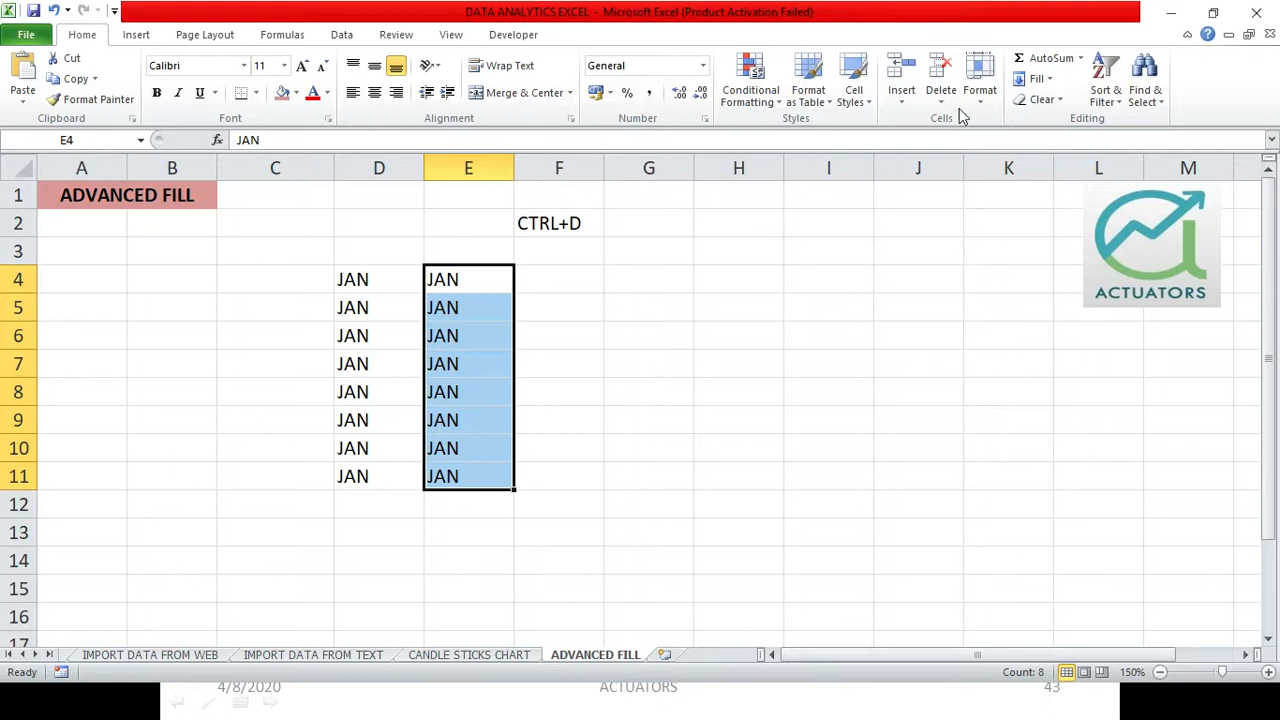 DATA ANALYTICS EXCEL - Microsoft Excel (Product Activation Failed)
File Home Insert Page Layout Formulas Data Review View Developer
Paste
Cut
Copy
Format Painter
Clipboard
Calibri 11
B I U A
Font
Wrap Text
Merge & Center
Alignment
General
%
Number
Conditional Formatting
Format as Table
Cell Styles
Styles
Insert Delete Format
Cells
AutoSum
Fill
Clear
Sort & Filter
Find & Select
Editing
E4 fx JAN
A B C D E F G H I J K L M
1 ADVANCED FILL
2 CTRL+D
3
4 JAN JAN
5 JAN JAN
6 JAN JAN
7 JAN JAN
8 JAN JAN
9 JAN JAN
10 JAN JAN
11 JAN JAN
12
13
14
15
16
17
ACTUATORS
IMPORT DATA FROM WEB IMPORT DATA FROM TEXT CANDLE STICKS CHART ADVANCED FILL
Ready Count: 8 150%
4/8/2020 ACTUATORS 43